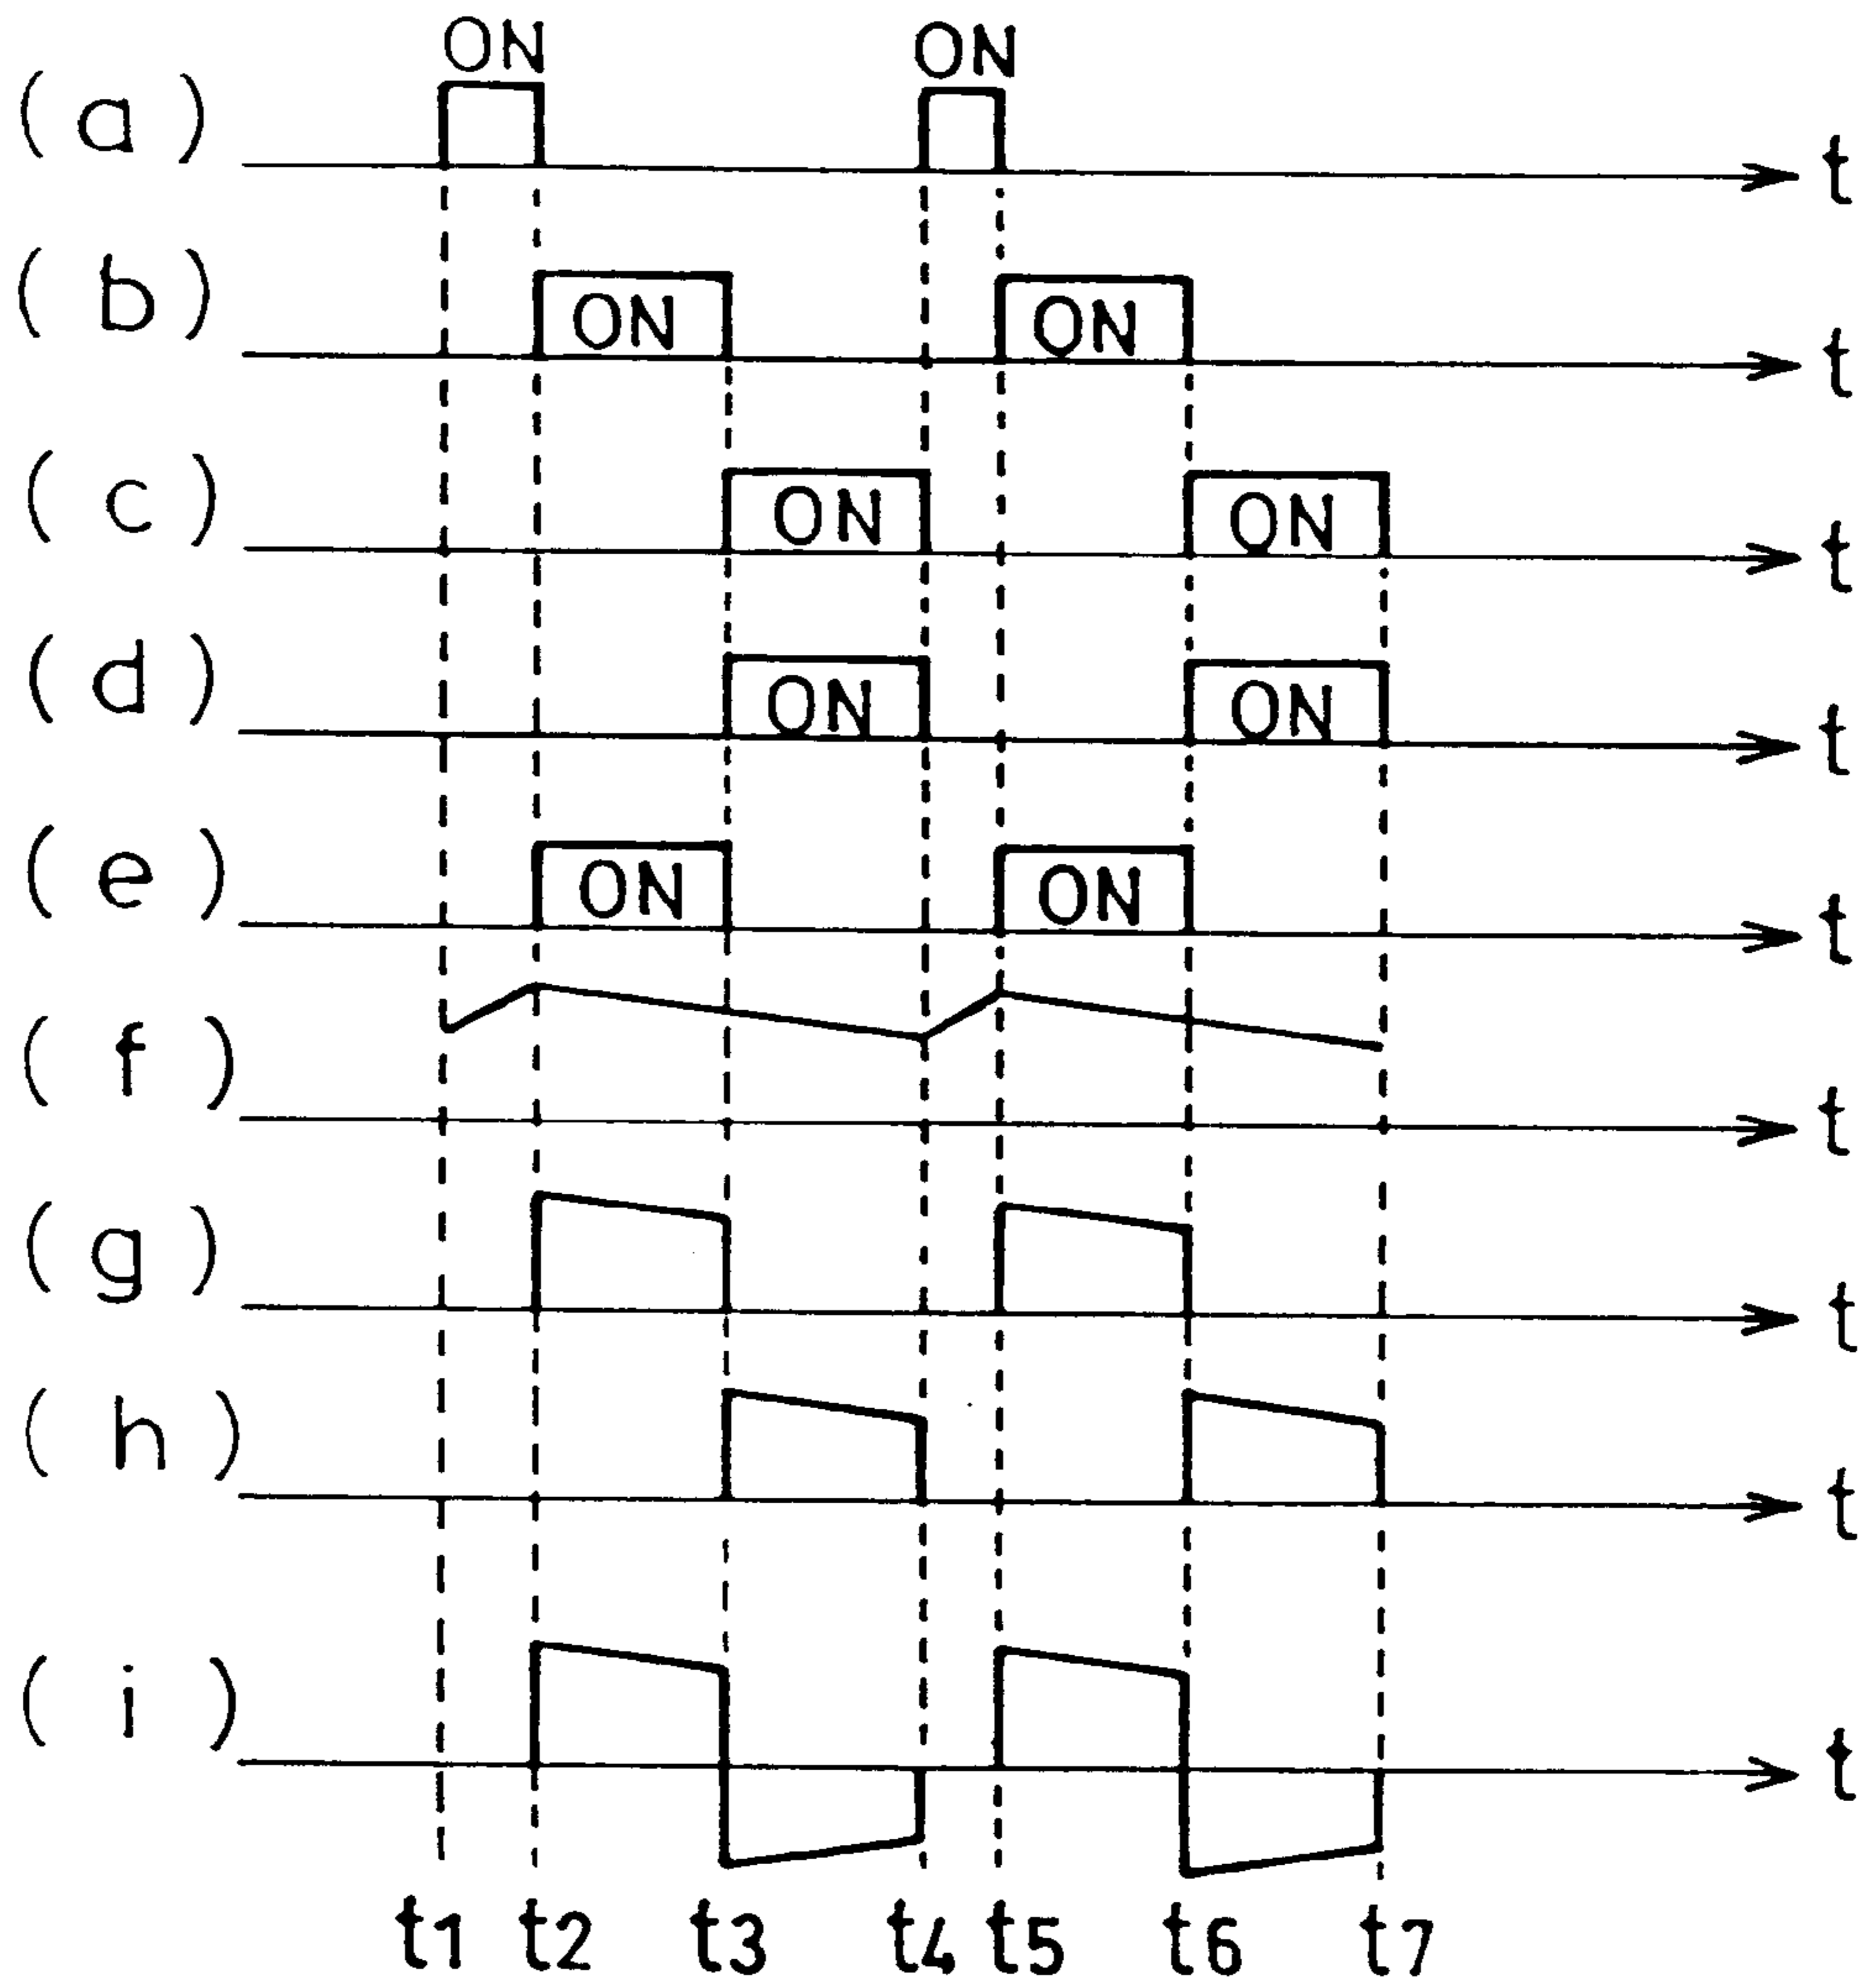 ON ON
(a) t
(b) ON ON t
(c) ON ON t
(d) ON ON t
(e) ON ON t
(f) t
(g) t
(h) t
(i) t
t1 t2 t3 t4 t5 t6 t7